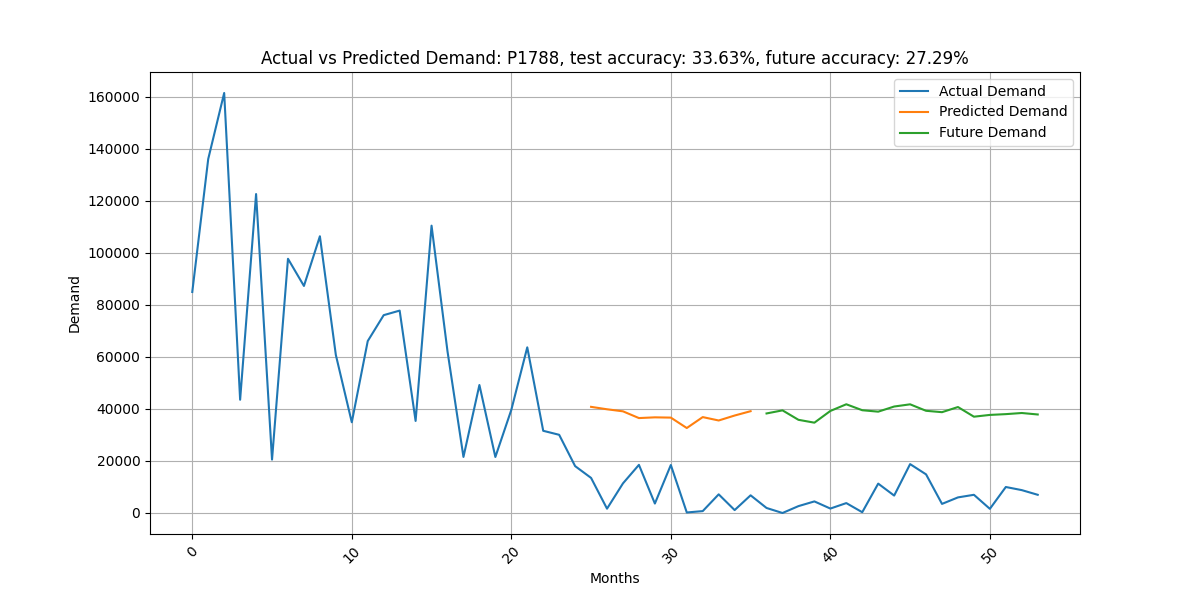 Actual vs Predicted Demand: P1788, test accuracy: 33.63%, future accuracy: 27.29%
Actual Demand
Predicted Demand
Future Demand
160000
140000
120000
100000
80000
60000
40000
20000
0
Demand
0 10 20 30 40 50
Months